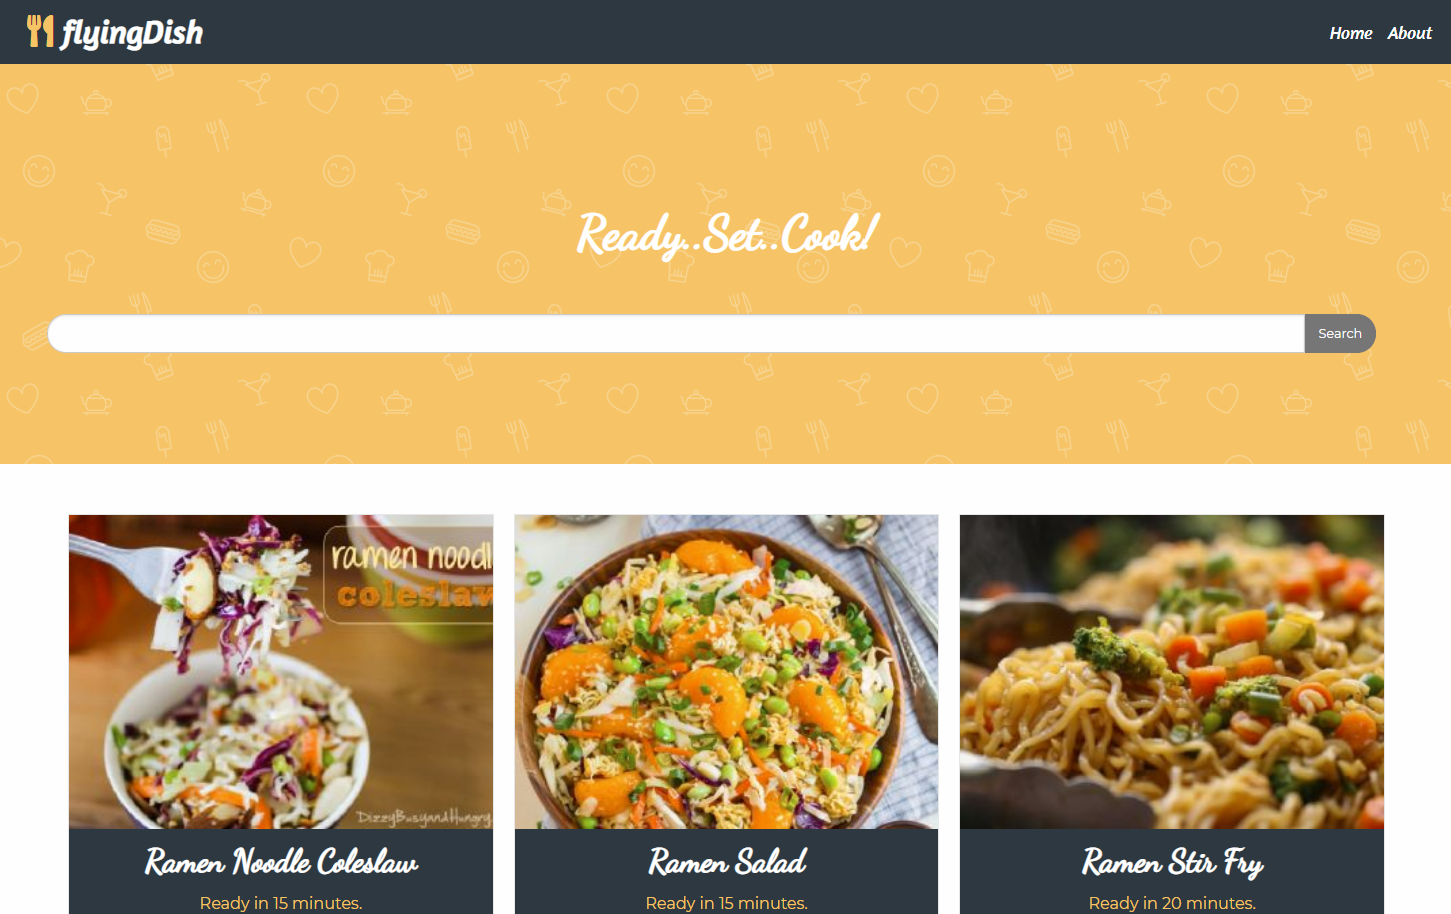 flyingDish
Home About
Ready..Set..Cook!
Search
ramen noodl
coleslaw
DizzyBusyandHungry.
Ramen Noodle Coleslaw
Ramen Salad
Ramen Stir Fry
Ready in 15 minutes.
Ready in 15 minutes.
Ready in 20 minutes.